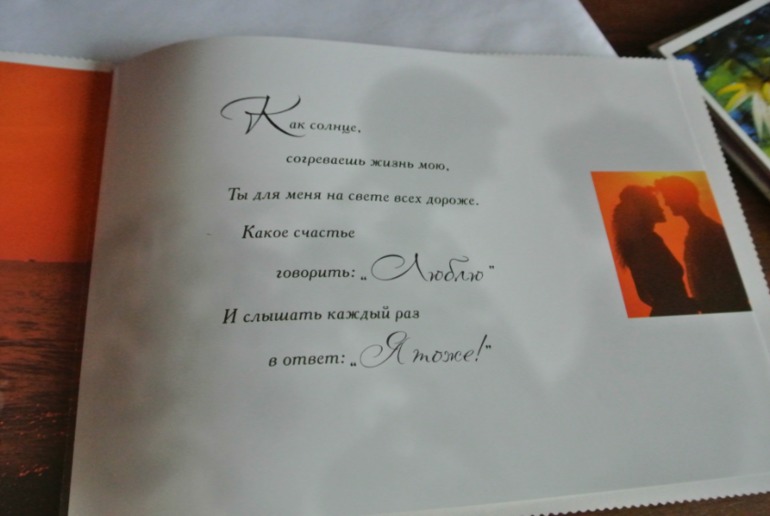 Как солнце,
согреваешь жизнь мою,
Ты для меня на свете всех дороже.
Какое счастье
говорить: „Люблю"
И слышать каждый раз
в ответ: „Я тоже!"